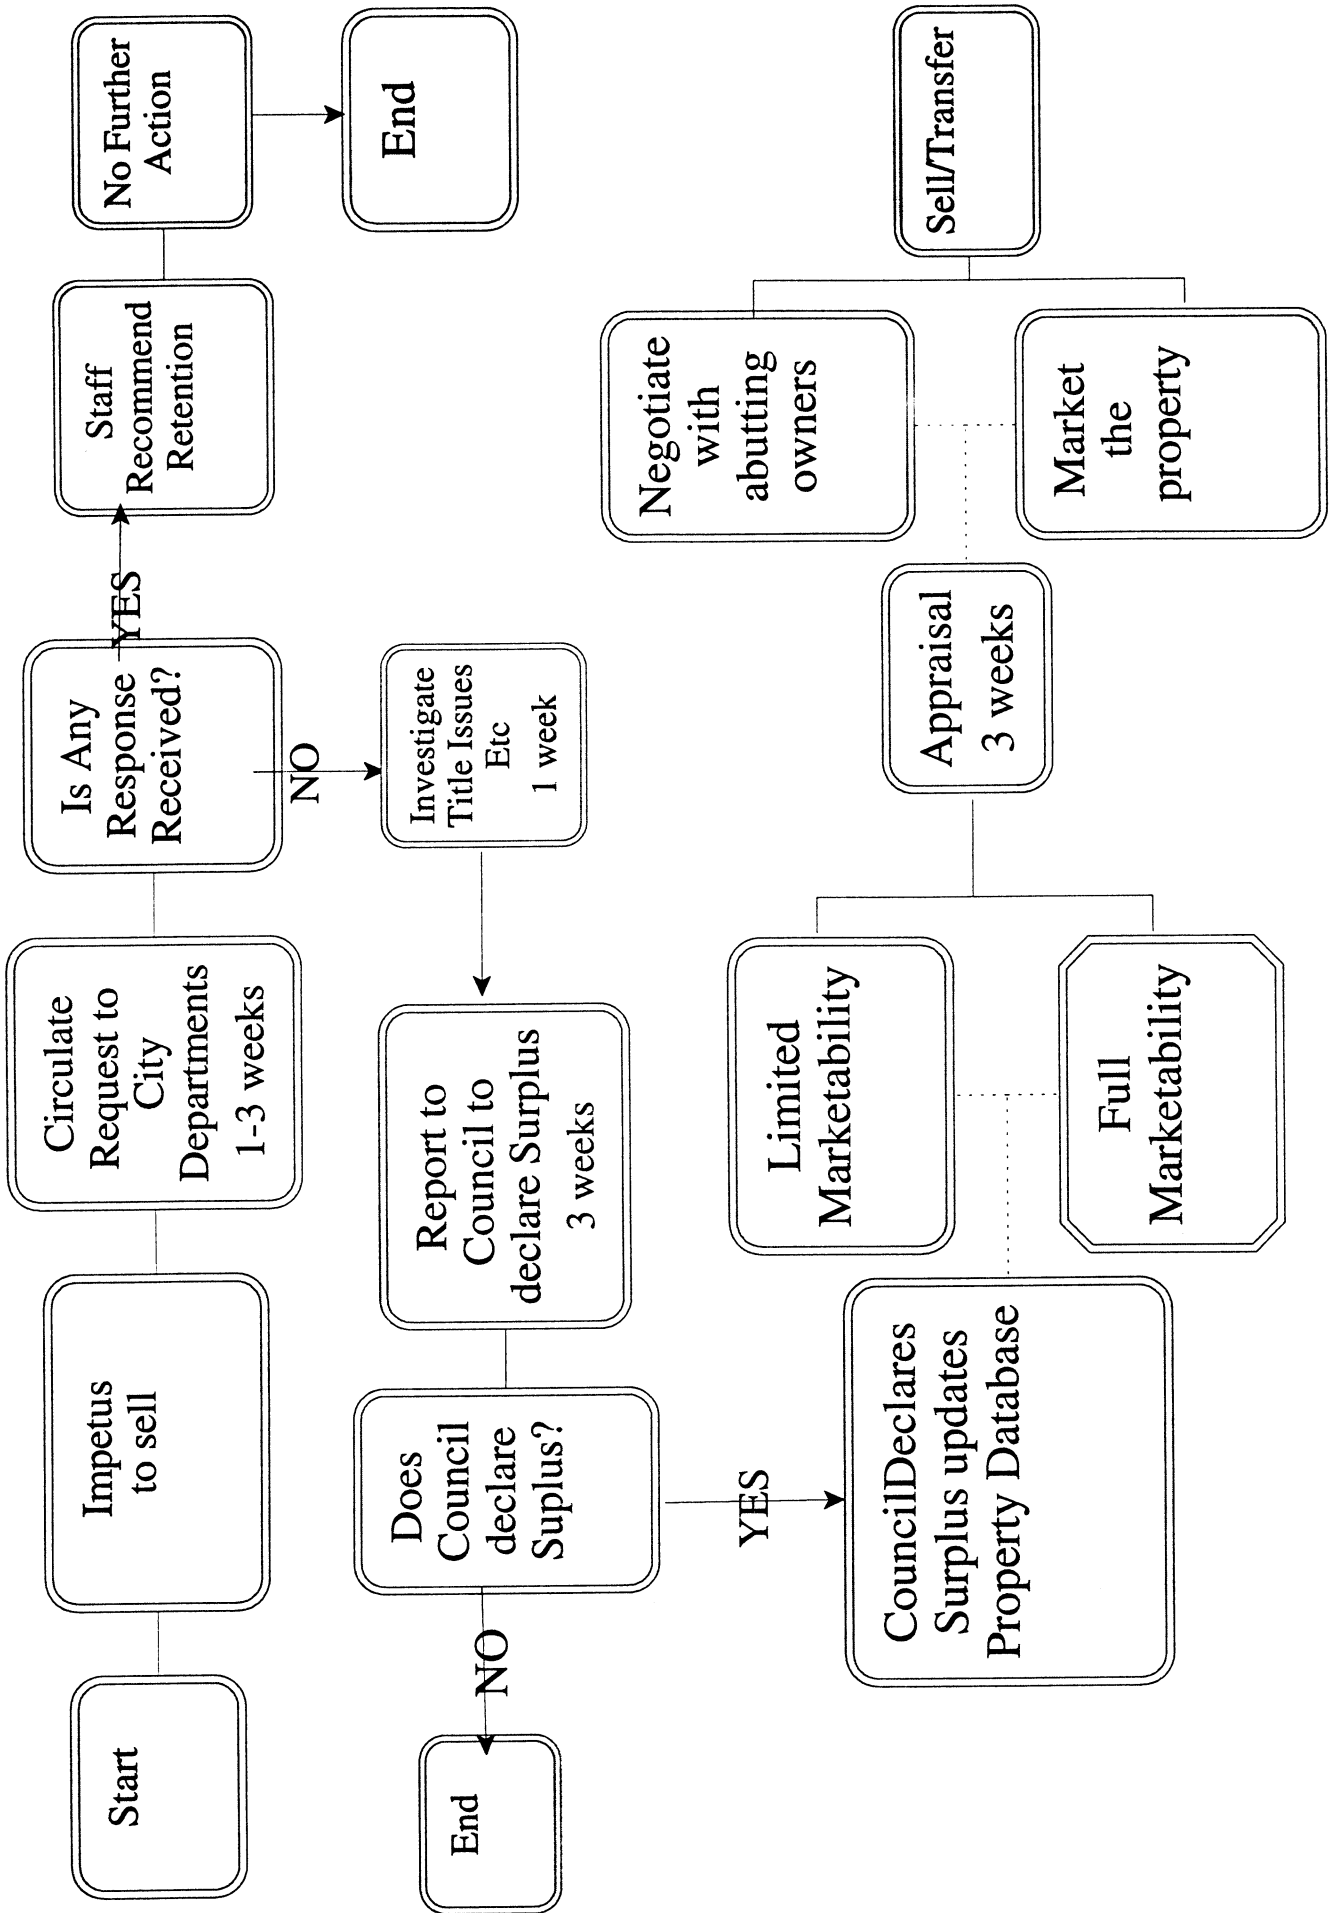 Start
Impetus
to sell
Circulate
Request to
City
Departments
1-3 weeks
Is Any
Response
Received?
YES
Staff
Recommend
Retention
No Further
Action
End
NO
Investigate
Title Issues
Etc
1 week
Report to
Council to
declare Surplus
3 weeks
Does
Council
declare
Suplus?
NO
End
YES
CouncilDeclares
Surplus updates
Property Database
Limited
Marketability
Full
Marketability
Appraisal
3 weeks
Negotiate
with
abutting
owners
Market
the
property
Sell/Transfer